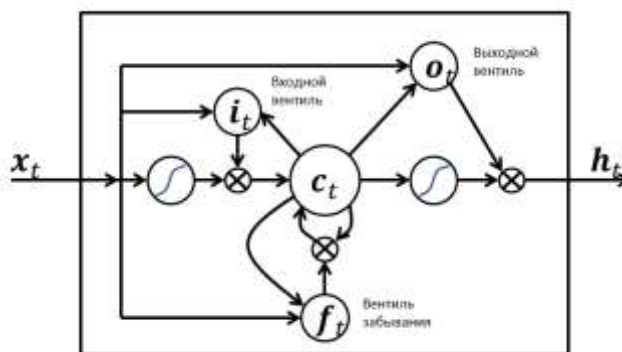 Выходной
вентиль
o_t
Входной
вентиль
i_t
x_t
c_t
h_t
f_t
Вентиль
забывания